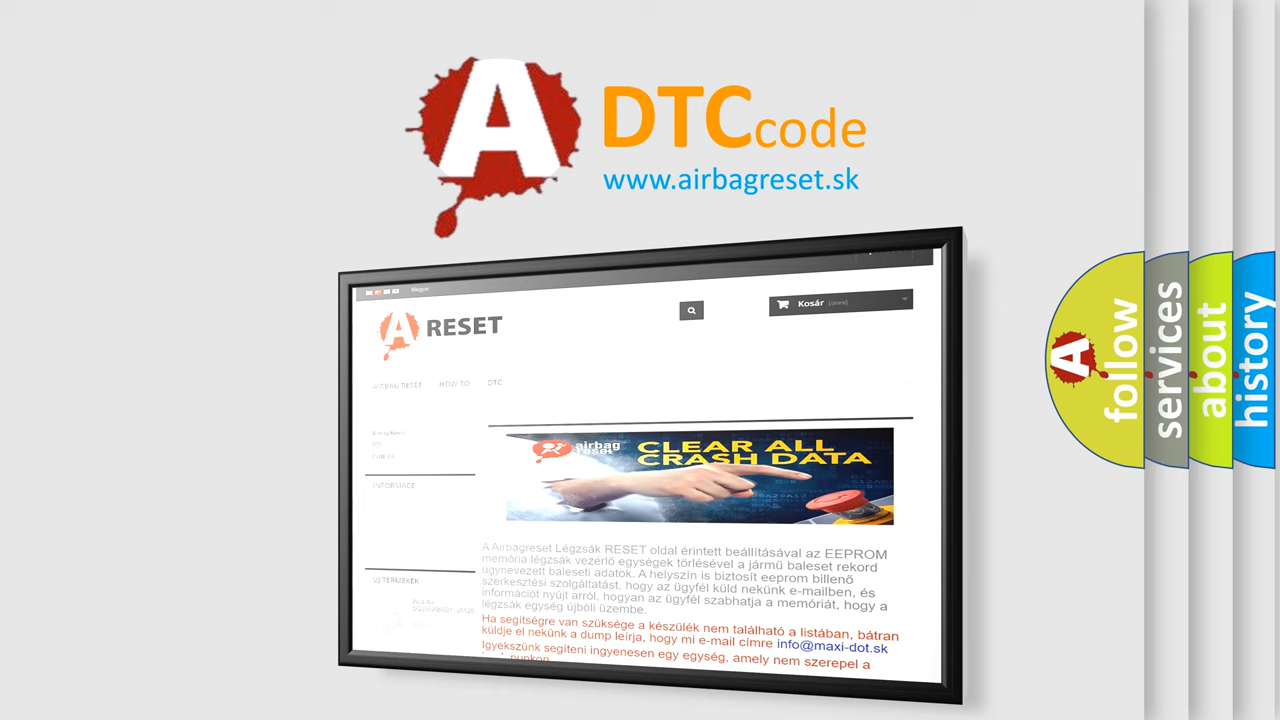 A DTCcode
www.airbagreset.sk
Magyar
A RESET
Kosár (üres)
AIRBAG RESET HOW TO DTC
INFORMACE
airbag
reset
CLEAR ALL
CRASH DATA
A Airbagreset Légzsák RESET oldal érintett beállításával az EEPROM
memória légzsák vezérlő egységek törlésével a jármű baleset rekord
úgynevezett baleseti adatok. A helyszín is biztosít eeprom billenő
szerkesztési szolgáltatást, hogy az ügyfél küld nekünk e-mailben, és
információt nyújt arról, hogyan az ügyfél szabhatja a memóriát, hogy a
légzsák egység újbóli üzembe.
Ha segítségre van szüksége a készülék nem található a listában, bátran
küldje el nekünk a dump leírja, hogy mi e-mail címre info@maxi-dot.sk
Igyekszünk segíteni ingyenesen egy egység, amely nem szerepel a
ÚJ TERMÉKEK
A
follow
services
about
history